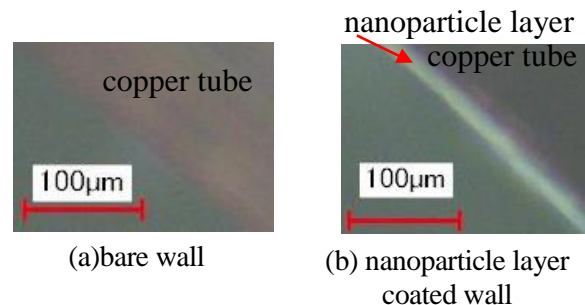 copper tube
100μm
(a)bare wall
nanoparticle layer
copper tube
100μm
(b) nanoparticle layer
coated wall